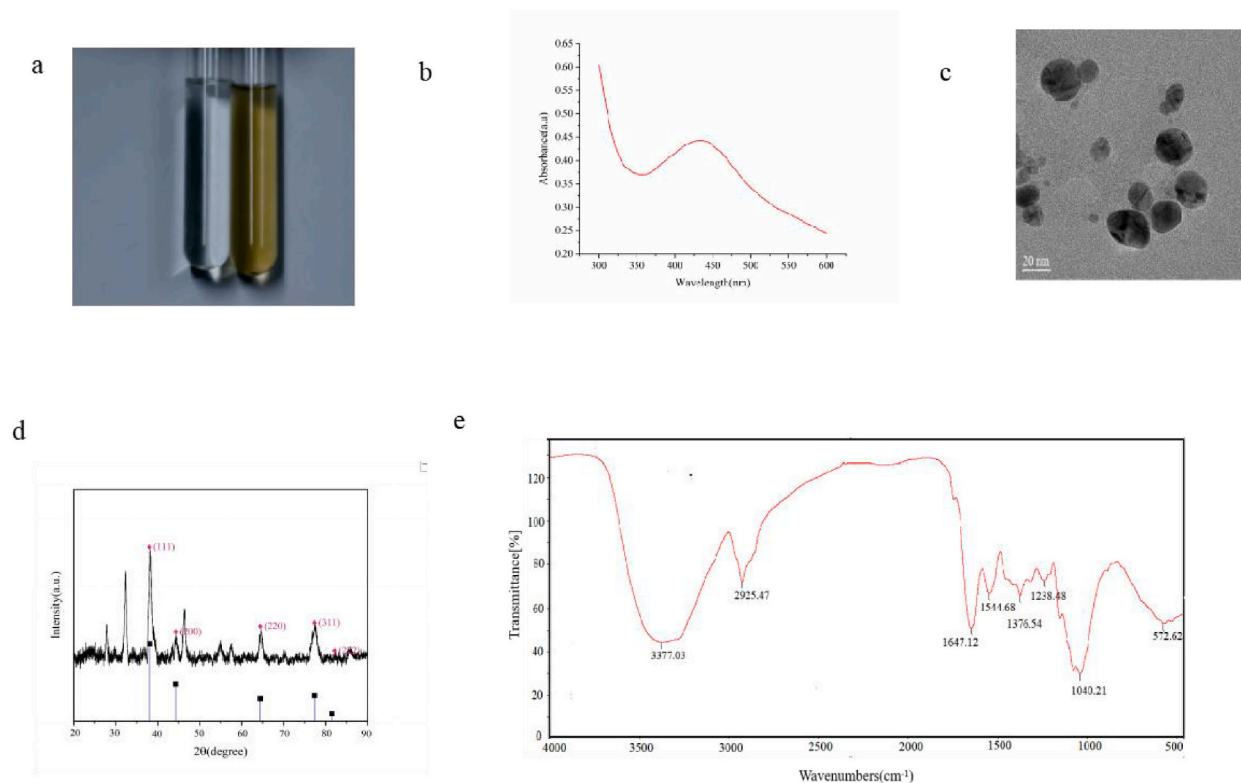 a
b
c
0.65
0.60
0.55
0.50
0.45
0.40
0.35
0.30
0.25
0.20
Absorbance(a.u)
300 350 400 450 500 550 600
Wavelength(nm)
20 nm
d
e
(111)
(200)
(220)
(311)
Intensity(a.u.)
20 30 40 50 60 70 80 90
2θ(degree)
120
100
80
60
40
20
0
Transmittance[%]
3377.03
2925.47
1647.12
1544.68
1376.54
1238.48
1040.21
572.62
4000 3500 3000 2500 2000 1500 1000 500
Wavenumbers(cm-1)